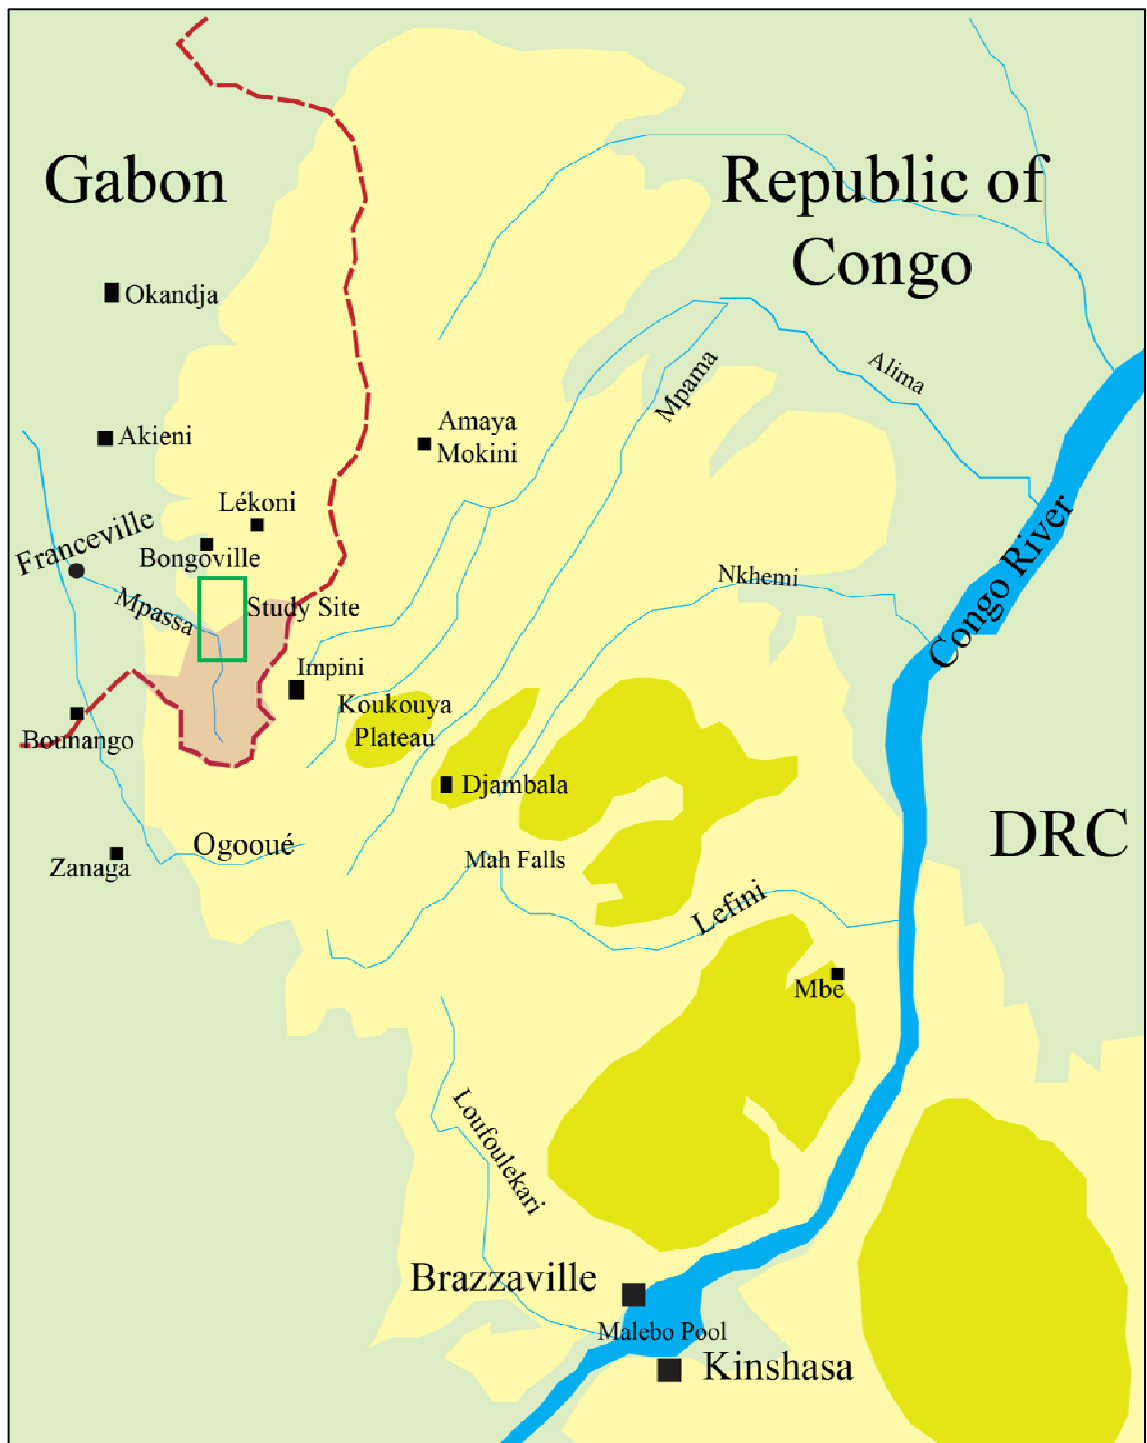 Gabon
Republic of
Congo
Okandja
Mpama
Alima
Akieni
Amaya
Mokini
Lékoni
Franceville
Bongoville
Congo River
Nkhemi
Mpassa
Study Site
Impini
Koukouya
Plateau
Bounango
Djambala
DRC
Ogooué
Zanaga
Mah Falls
Lefini
Mbe
Loufoulekari
Brazzaville
Malebo Pool
Kinshasa